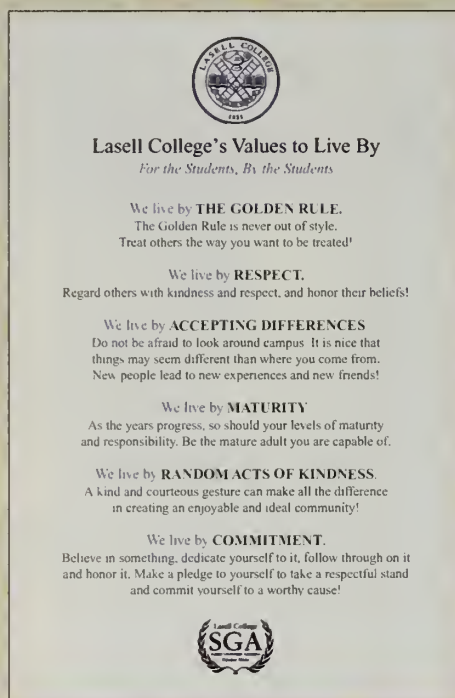 LASELL COLLEGE
1851
Lasell College's Values to Live By
For the Students, By the Students
We live by THE GOLDEN RULE.
The Golden Rule is never out of style.
Treat others the way you want to be treated!
We live by RESPECT.
Regard others with kindness and respect, and honor their beliefs!
We live by ACCEPTING DIFFERENCES
Do not be afraid to look around campus It is nice that
things may seem different than where you come from.
New people lead to new experiences and new friends!
We live by MATURITY
As the years progress, so should your levels of maturity
and responsibility. Be the mature adult you are capable of.
We live by RANDOM ACTS OF KINDNESS.
A kind and courteous gesture can make all the difference
in creating an enjoyable and ideal community!
We live by COMMITMENT.
Believe in something, dedicate yourself to it, follow through on it
and honor it. Make a pledge to yourself to take a respectful stand
and commit yourself to a worthy cause!
Lasell College
SGA